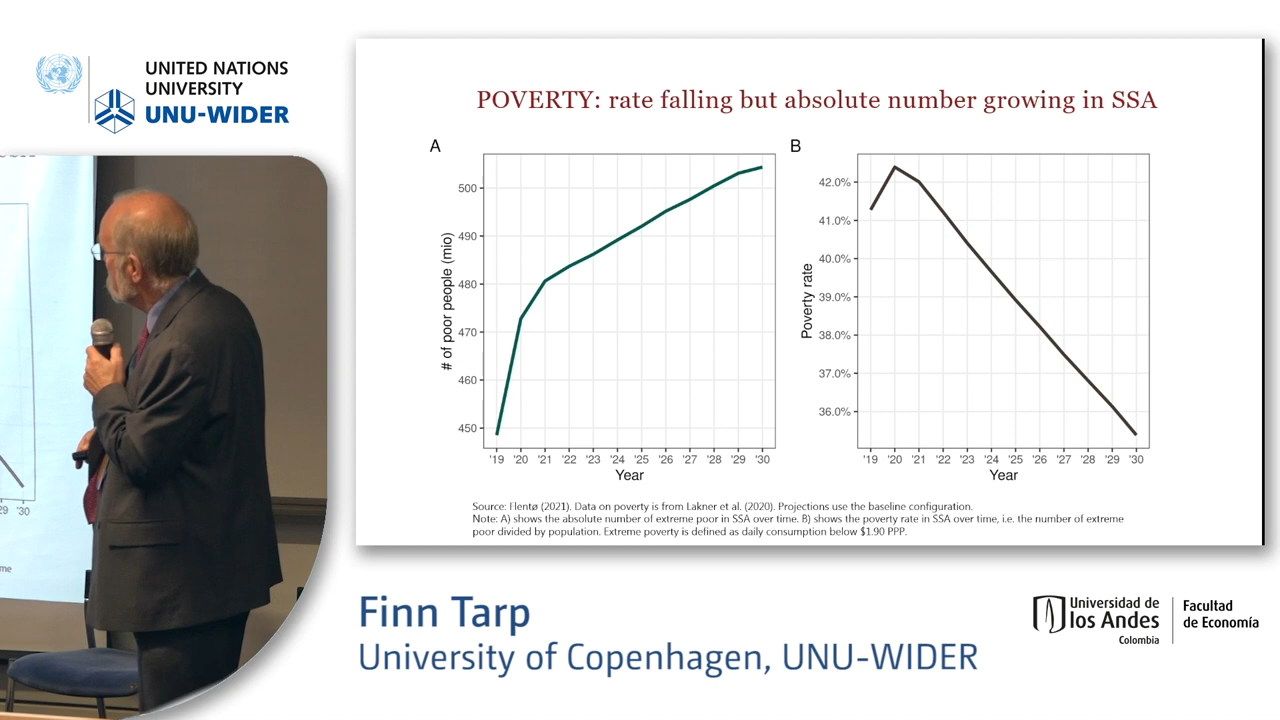 UNITED NATIONS
UNIVERSITY
UNU-WIDER
29 '30
me
POVERTY: rate falling but absolute number growing in SSA
A
# of poor people (mio)
500
490
480
470
460
450
'19 '20 '21 '22 '23 '24 '25 '26 '27 '28 '29 '30
Year
B
Poverty rate
42.0%
41.0%
40.0%
39.0%
38.0%
37.0%
36.0%
'19 '20 '21 '22 '23 '24 '25 '26 '27 '28 '29 '30
Year
Source: Flentø (2021). Data on poverty is from Lakner et al. (2020). Projections use the baseline configuration.
Note: A) shows the absolute number of extreme poor in SSA over time. B) shows the poverty rate in SSA over time, i.e. the number of extreme
poor divided by population. Extreme poverty is defined as daily consumption below $1.90 PPP.
Finn Tarp
University of Copenhagen, UNU-WIDER
Universidad de
los Andes
Colombia
Facultad
de Economía